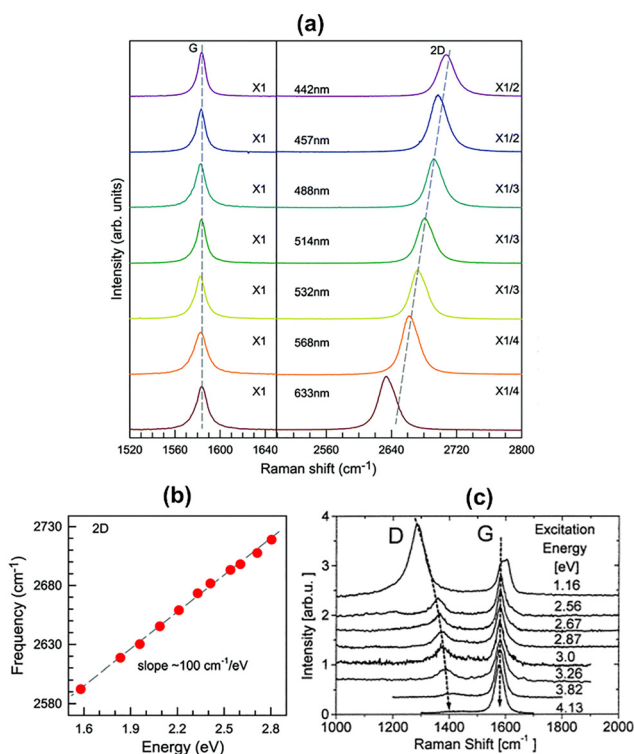 (a)
G
2D
X1
442nm
X1/2
X1
457nm
X1/2
X1
488nm
X1/3
X1
514nm
X1/3
X1
532nm
X1/3
X1
568nm
X1/4
X1
633nm
X1/4
Intensity (arb. units)
1520 1560 1600 1640 2560 2640 2720 2800
Raman shift (cm-1)
(b)
2D
2730
2680
2630
2580
Frequency (cm-1)
slope ~100 cm-1/eV
1.6 1.9 2.2 2.5 2.8
Energy (eV)
(c)
D
G
Excitation
Energy
[eV]
1.16
2.56
2.67
2.87
3.0
3.26
3.82
4.13
4
3
2
1
0
Intensity [arb.u.]
1000 1200 1400 1600 1800 2000
Raman Shift [cm-1]